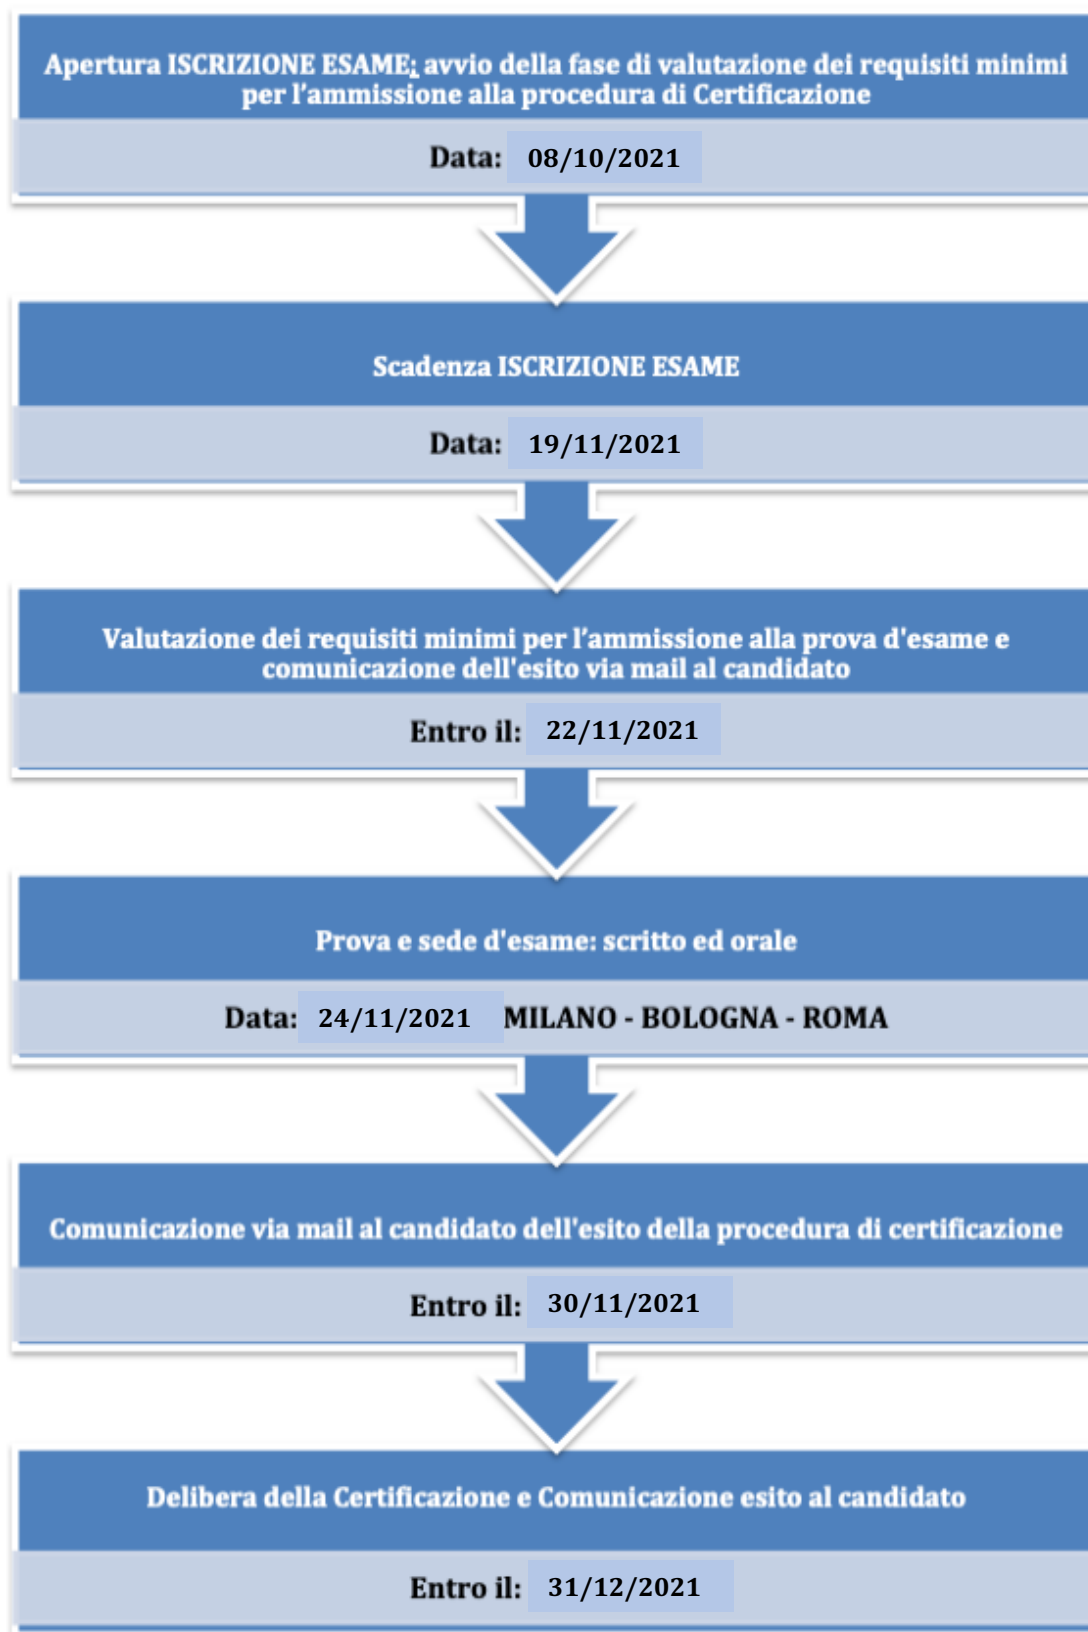 Apertura ISCRIZIONE ESAME; avvio della fase di valutazione dei requisiti minimi
per l'ammissione alla procedura di Certificazione
Data: 08/10/2021
Scadenza ISCRIZIONE ESAME
Data: 19/11/2021
Valutazione dei requisiti minimi per l'ammissione alla prova d'esame e
comunicazione dell'esito via mail al candidato
Entro il: 22/11/2021
Prova e sede d'esame: scritto ed orale
Data: 24/11/2021 MILANO - BOLOGNA - ROMA
Comunicazione via mail al candidato dell'esito della procedura di certificazione
Entro il: 30/11/2021
Delibera della Certificazione e Comunicazione esito al candidato
Entro il: 31/12/2021